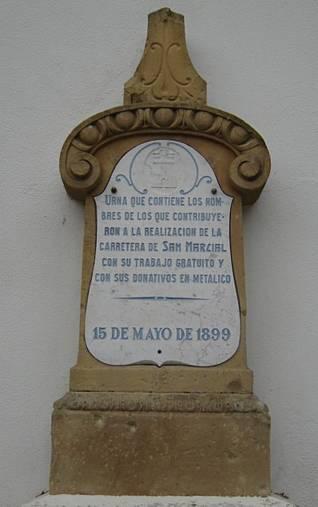 URNA QUE CONTIENE LOS NOM-
BRES DE LOS QUE CONTRIBUYE-
RON A LA REALIZACION DE LA
CARRETERA DE SAN MARCIAL
CON SU TRABAJO GRATUITO Y
CON SUS DONATIVOS EN METALICO
15 DE MAYO DE 1899